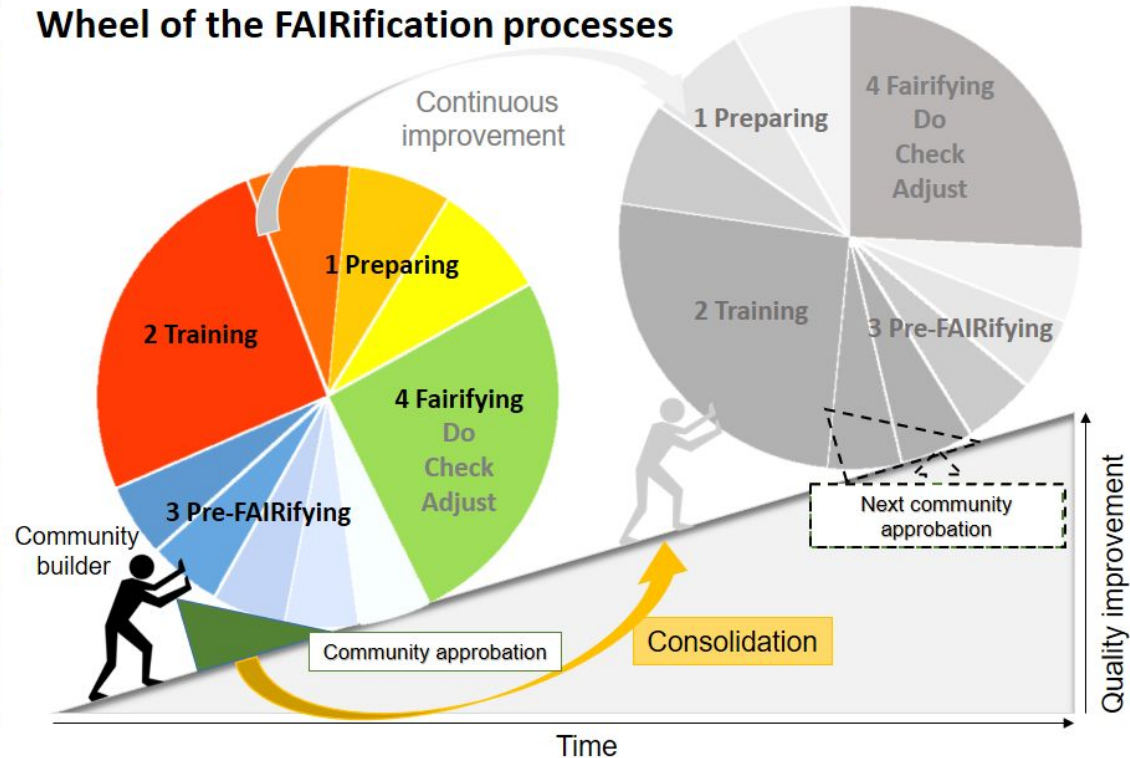 Wheel of the FAIRification processes
Continuous
improvement
1 Preparing
2 Training
4 Fairifying
Do
Check
Adjust
3 Pre-FAIRifying
Community
builder
Community approbation
Consolidation
1 Preparing
4 Fairifying
Do
Check
Adjust
2 Training
3 Pre-FAIRifying
Next community
approbation
Quality improvement
Time